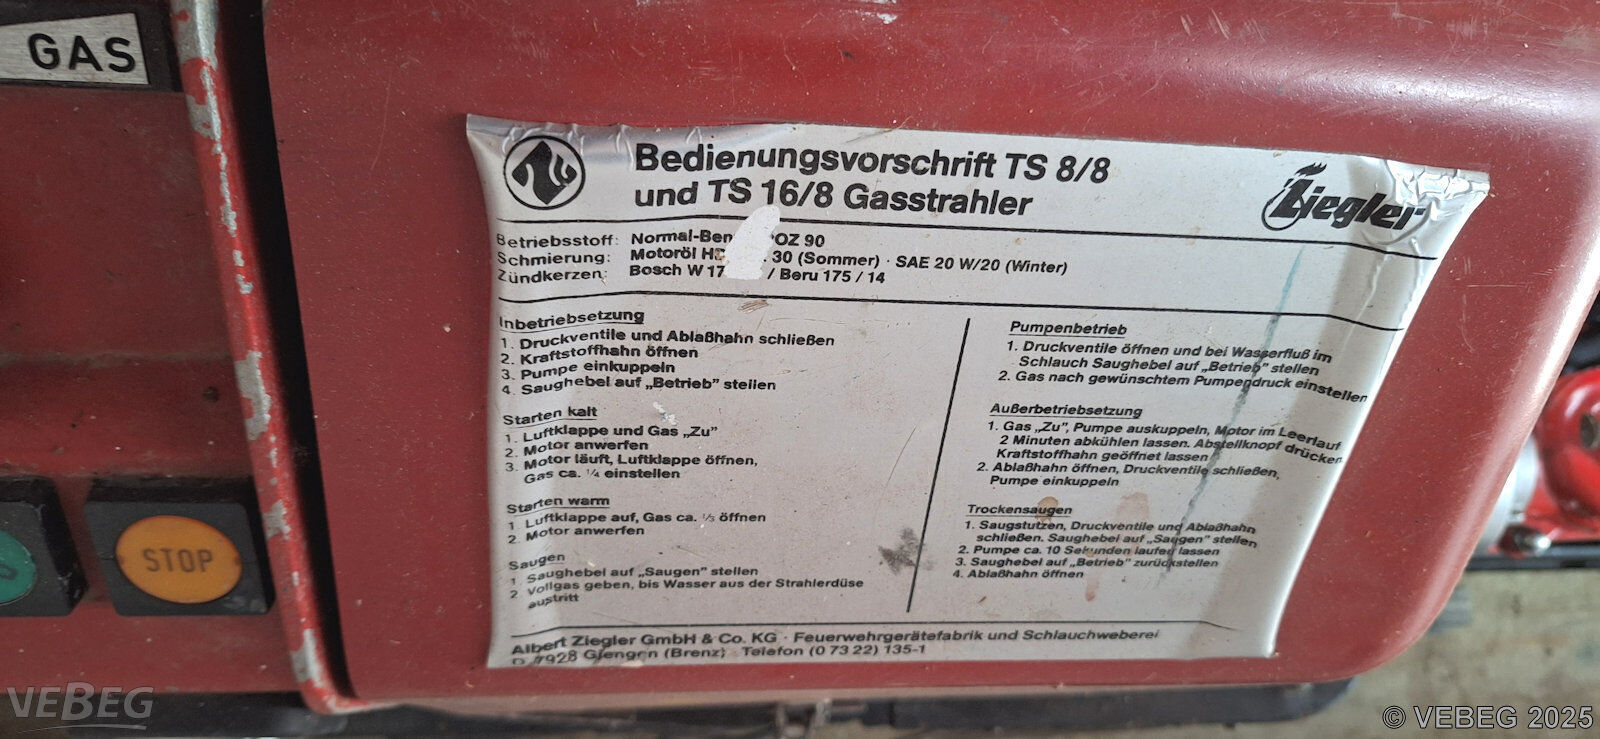 GAS
STOP
Bedienungsvorschrift TS 8/8
und TS 16/8 Gasstrahler
Ziegler
Betriebsstoff: Normal-Ben OZ 90
Schmierung: Motoröl 30 (Sommer) · SAE 20 W/20 (Winter)
Zündkerzen: Bosch W 17 / Beru 175 / 14
Inbetriebsetzung
1. Druckventile und Ablaßhahn schließen
2. Kraftstoffhahn öffnen
3. Pumpe einkuppeln
4. Saughebel auf „Betrieb" stellen
Starten kalt
1. Luftklappe und Gas „Zu"
2. Motor anwerfen
3. Motor läuft, Luftklappe öffnen,
Gas ca. ¼ einstellen
Starten warm
1 Luftklappe auf, Gas ca. ⅓ öffnen
2. Motor anwerfen
Saugen
1 Saughebel auf „Saugen" stellen
2 Vollgas geben, bis Wasser aus der Strahlerdüse
austritt
Pumpenbetrieb
1. Druckventile öffnen und bei Wasserfluß im
Schlauch Saughebel auf „Betrieb" stellen
2. Gas nach gewünschtem Pumpendruck einstellen
Außerbetriebsetzung
1. Gas „Zu", Pumpe auskuppeln, Motor im Leerlauf
2 Minuten abkühlen lassen. Abstellknopf drücken
Kraftstoffhahn geöffnet lassen
2. Ablaßhahn öffnen, Druckventile schließen,
Pumpe einkuppeln
Trockensaugen
1. Saugstutzen, Druckventile und Ablaßhahn
schließen. Saughebel auf „Saugen" stellen
2. Pumpe ca. 10 Sekunden laufen lassen
3. Saughebel auf „Betrieb" zurückstellen
4. Ablaßhahn öffnen
Albert Ziegler GmbH & Co. KG · Feuerwehrgerätefabrik und Schlauchweberei
D 7928 Giengen (Brenz) Telefon (0 73 22) 135-1
VEBEG
© VEBEG 2025